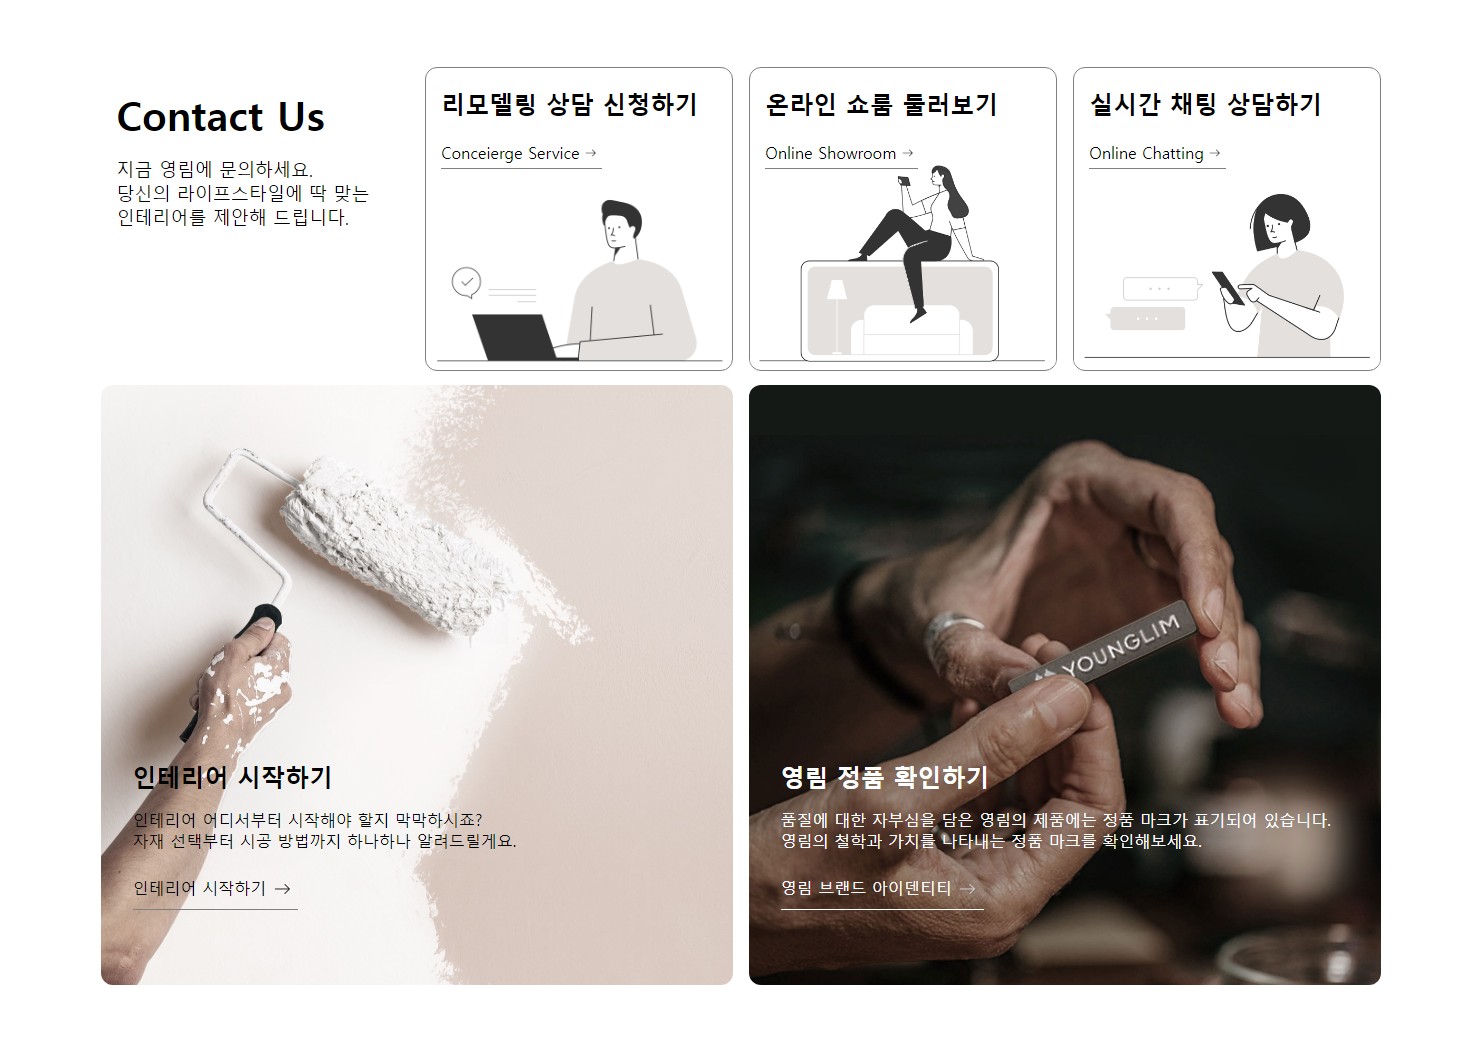 Contact Us
지금 영림에 문의하세요.
당신의 라이프스타일에 딱 맞는
인테리어를 제안해 드립니다.
리모델링 상담 신청하기
Conceierge Service →
온라인 쇼룸 둘러보기
Online Showroom →
실시간 채팅 상담하기
Online Chatting →
인테리어 시작하기
인테리어 어디서부터 시작해야 할지 막막하시죠?
자재 선택부터 시공 방법까지 하나하나 알려드릴게요.
인테리어 시작하기 →
YOUNGLIM
영림 정품 확인하기
품질에 대한 자부심을 담은 영림의 제품에는 정품 마크가 표기되어 있습니다.
영림의 철학과 가치를 나타내는 정품 마크를 확인해보세요.
영림 브랜드 아이덴티티 →